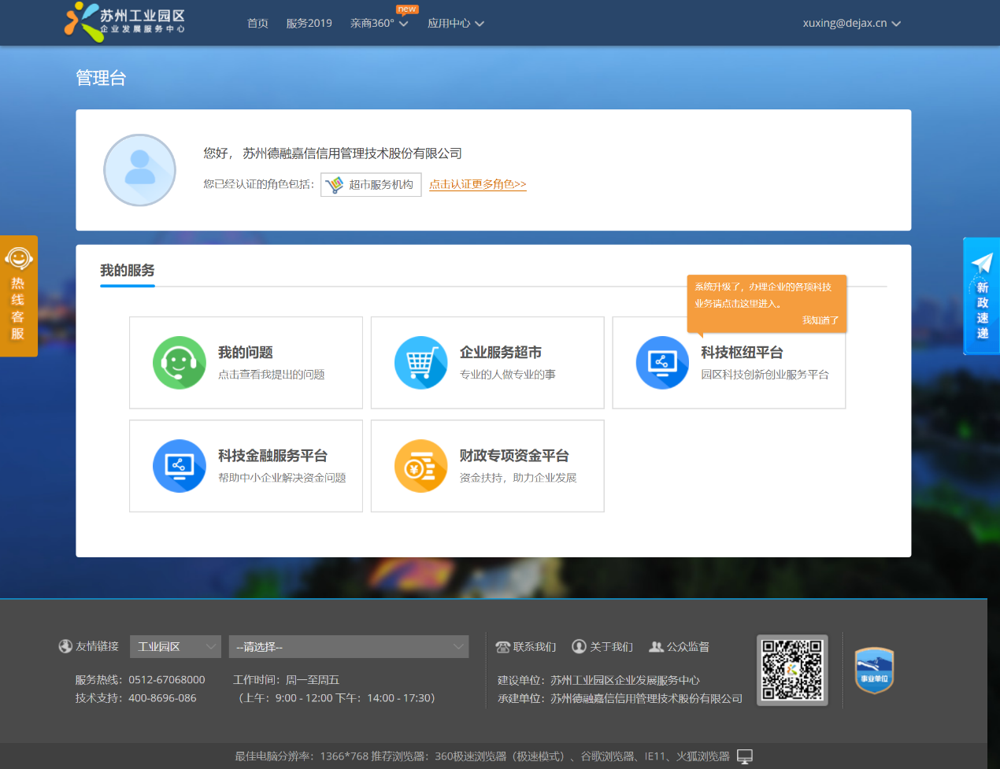 苏州工业园区
企业发展服务中心
首页 服务2019 亲商360° new 应用中心
xuxing@dejax.cn
管理台
您好， 苏州德融嘉信信用管理技术股份有限公司
您已经认证的角色包括： 超市服务机构 点击认证更多角色>>
热线客服
新政速递
我的服务
系统升级了，办理企业的各项科技
业务请点击这里进入。
我知道了
我的问题
点击查看我提出的问题
企业服务超市
专业的人做专业的事
科技枢纽平台
园区科技创新创业服务平台
科技金融服务平台
帮助中小企业解决资金问题
财政专项资金平台
资金扶持，助力企业发展
友情链接 工业园区 --请选择--
联系我们 关于我们 公众监督
服务热线：0512-67068000 工作时间：周一至周五
技术支持：400-8696-086 （上午：9:00 - 12:00 下午：14:00 - 17:30）
建设单位：苏州工业园区企业发展服务中心
承建单位：苏州德融嘉信信用管理技术股份有限公司
事业单位
最佳电脑分辨率：1366*768 推荐浏览器：360极速浏览器（极速模式）、谷歌浏览器、IE11、火狐浏览器